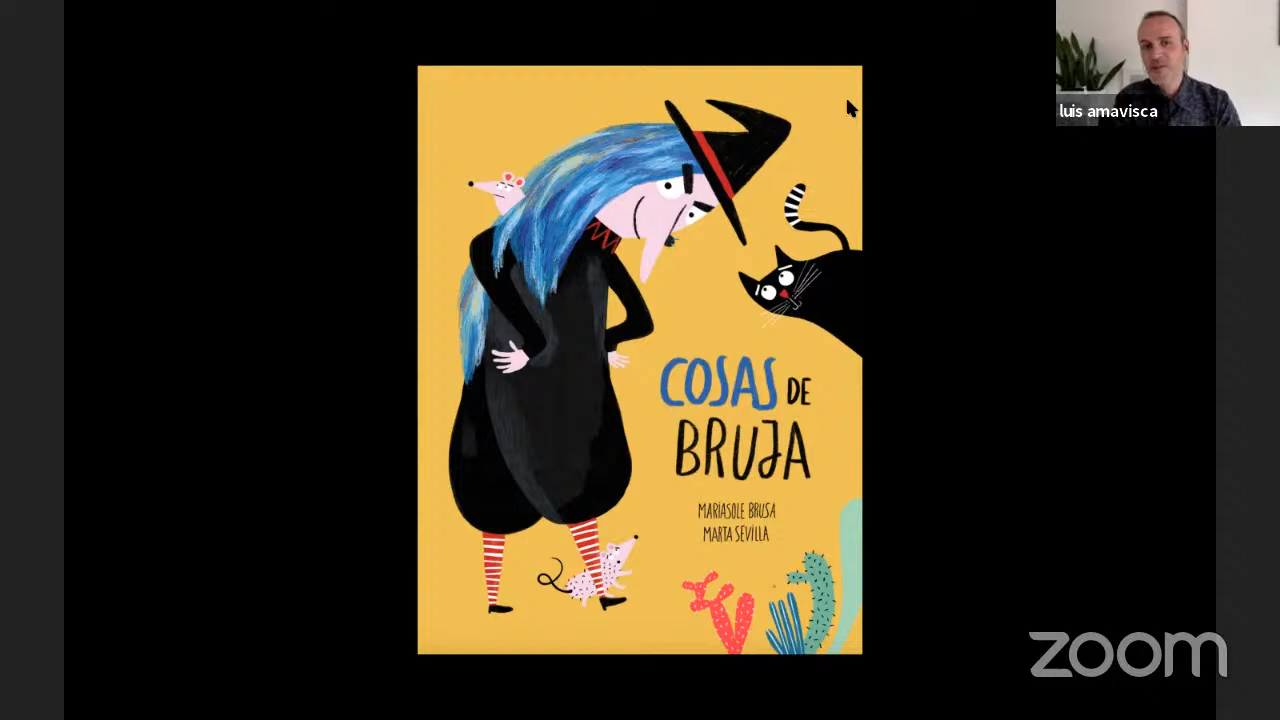 luis amavisca
COSAS DE
BRUJA
MARIASOLE BRUSA
MARTA SEVILLA
zoom